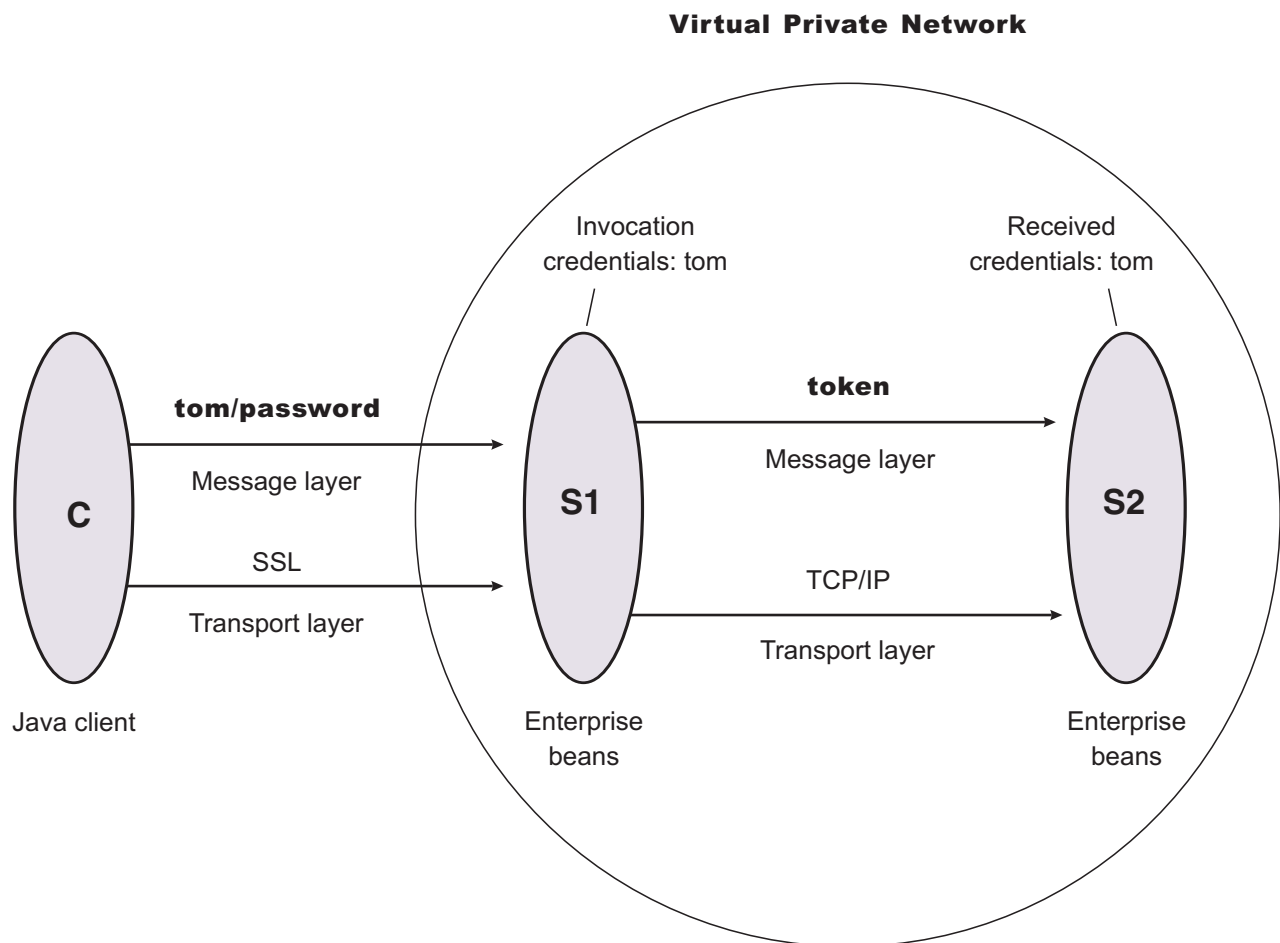 Virtual Private Network
Invocation
credentials: tom
Received
credentials: tom
tom/password
Message layer
token
Message layer
C
S1
S2
SSL
Transport layer
TCP/IP
Transport layer
Java client
Enterprise
beans
Enterprise
beans